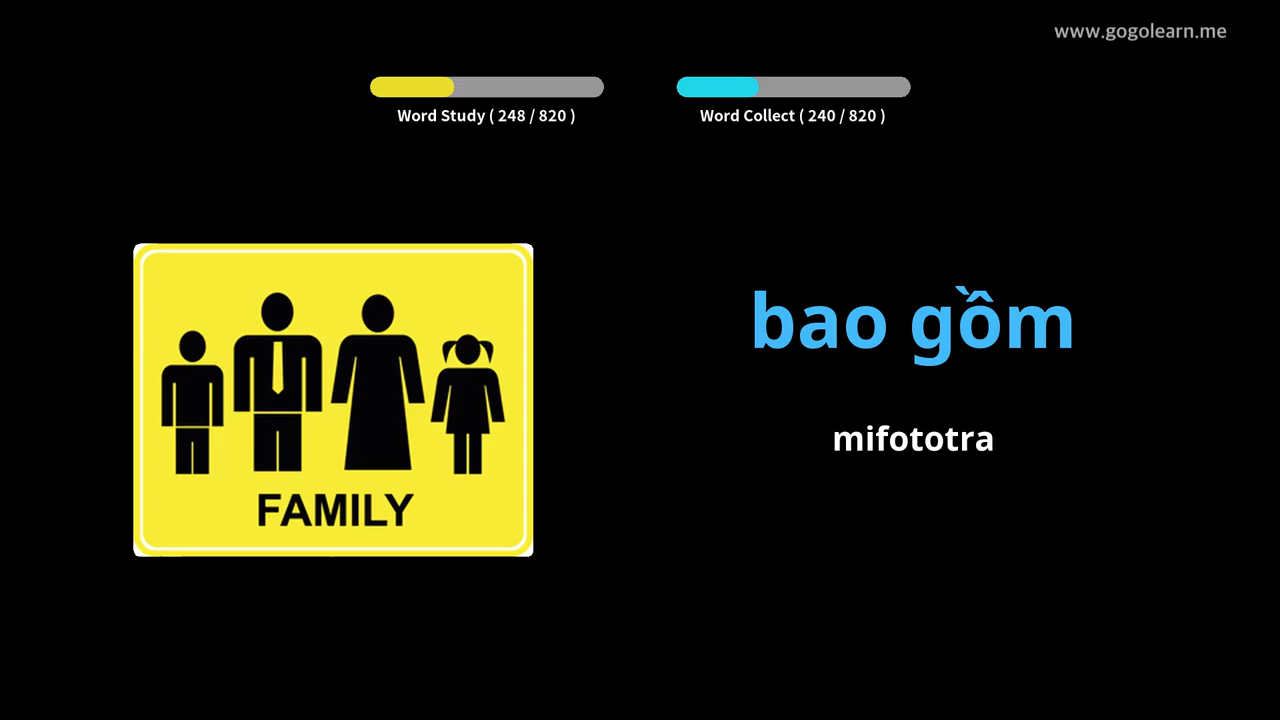 www.gogolearn.me
Word Study ( 248 / 820 )
Word Collect ( 240 / 820 )
FAMILY
bao gồm
mifototra